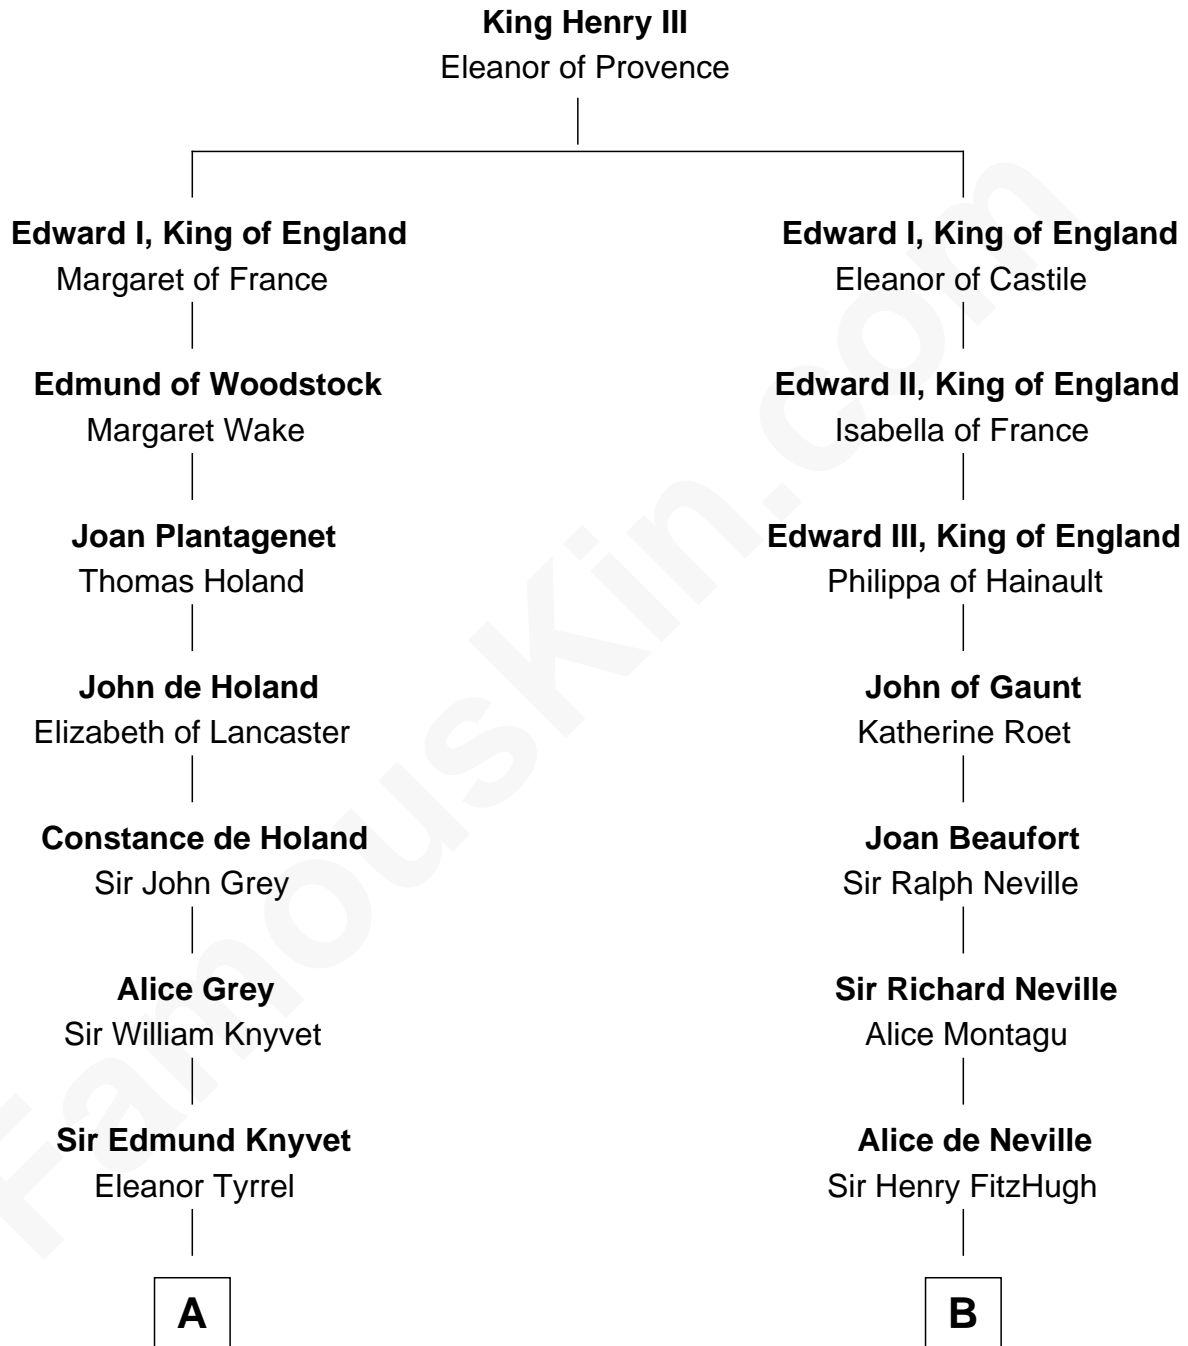 King Henry III
Eleanor of Provence
Edward I, King of England
Margaret of France
Edward I, King of England
Eleanor of Castile
Edmund of Woodstock
Margaret Wake
Edward II, King of England
Isabella of France
Joan Plantagenet
Thomas Holand
Edward III, King of England
Philippa of Hainault
John de Holand
Elizabeth of Lancaster
John of Gaunt
Katherine Roet
Constance de Holand
Sir John Grey
Joan Beaufort
Sir Ralph Neville
Alice Grey
Sir William Knyvet
Sir Richard Neville
Alice Montagu
Sir Edmund Knyvet
Eleanor Tyrrel
Alice de Neville
Sir Henry FitzHugh
A
B
FamousKin.com